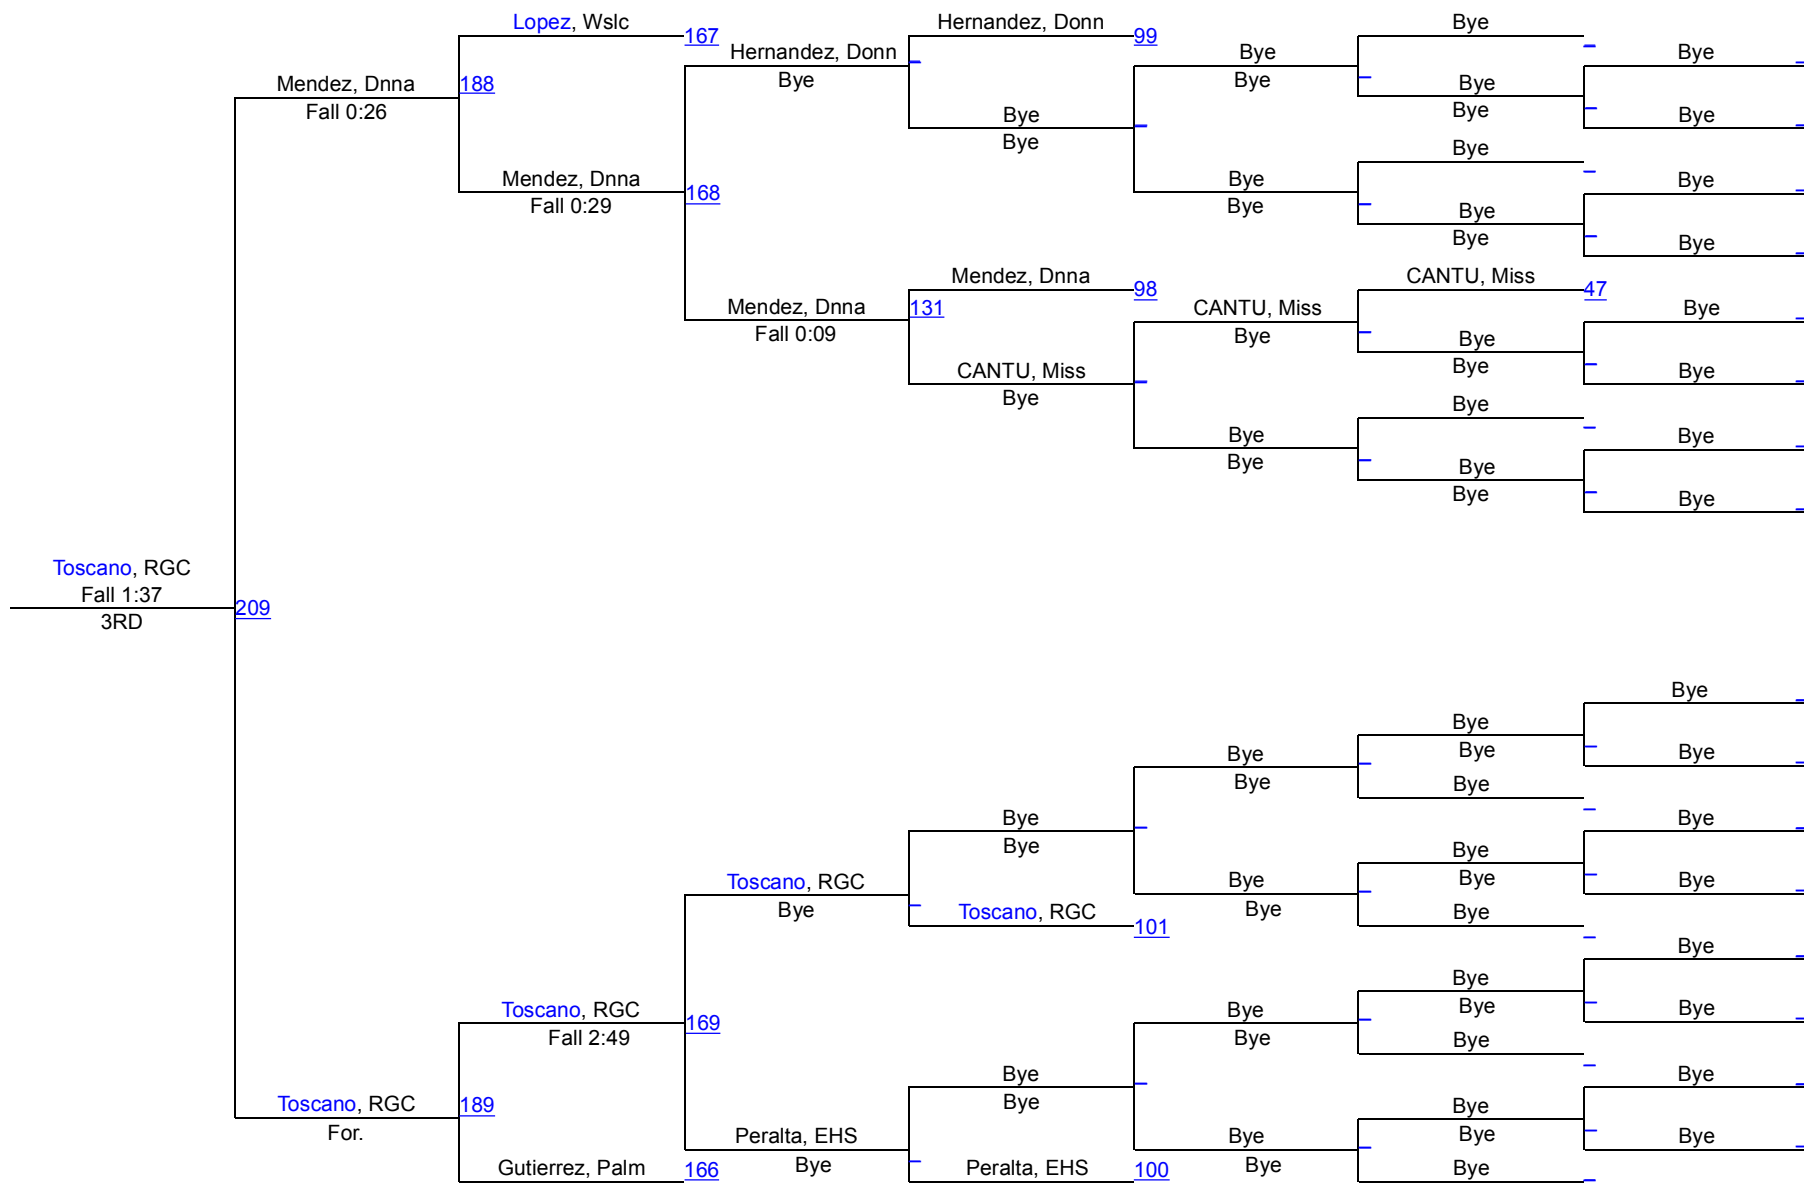 Lopez, Wslc
167
Hernandez, Donn
99
Bye
Hernandez, Donn
Bye
Bye
Bye
Bye
Mendez, Dnna
188
Fall 0:26
Bye
Bye
Bye
Bye
Bye
Bye
Bye
Mendez, Dnna
168
Fall 0:29
Bye
Bye
Bye
Bye
Bye
Bye
Mendez, Dnna
98
CANTU, Miss
47
Mendez, Dnna
131
Fall 0:09
CANTU, Miss
Bye
Bye
Bye
Bye
CANTU, Miss
Bye
Bye
Bye
Bye
Bye
Bye
Bye
Bye
Bye
Toscano, RGC
Fall 1:37
209
3RD
Bye
Bye
Bye
Bye
Bye
Bye
Bye
Bye
Bye
Bye
Bye
Bye
Toscano, RGC
Bye
Bye
Bye
Bye
Bye
Toscano, RGC
101
Bye
Bye
Bye
Bye
Toscano, RGC
169
Fall 2:49
Bye
Bye
Bye
Bye
Bye
Bye
Bye
Bye
Toscano, RGC
189
For.
Bye
Bye
Peralta, EHS
Bye
Bye
Bye
Bye
Gutierrez, Palm
166
Peralta, EHS
100
Bye